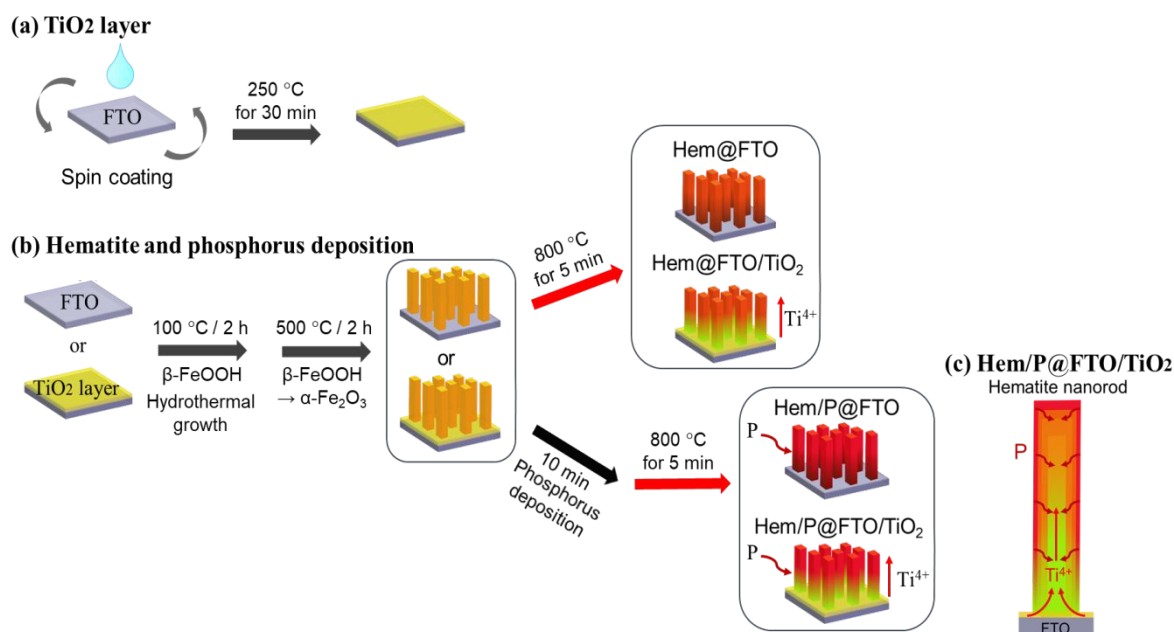 (a) TiO2 layer
FTO
Spin coating
250 °C
for 30 min
(b) Hematite and phosphorus deposition
FTO
or
TiO2 layer
100 °C / 2 h
β-FeOOH
Hydrothermal
growth
500 °C / 2 h
β-FeOOH
→ α-Fe₂O₃
or
800 °C
for 5 min
Hem@FTO
Hem@FTO/TiO₂
Ti⁴⁺
10 min
Phosphorus
deposition
800 °C
for 5 min
Hem/P@FTO
P
Hem/P@FTO/TiO₂
P
Ti⁴⁺
(c) Hem/P@FTO/TiO2
Hematite nanorod
P
Ti⁴⁺
FTO